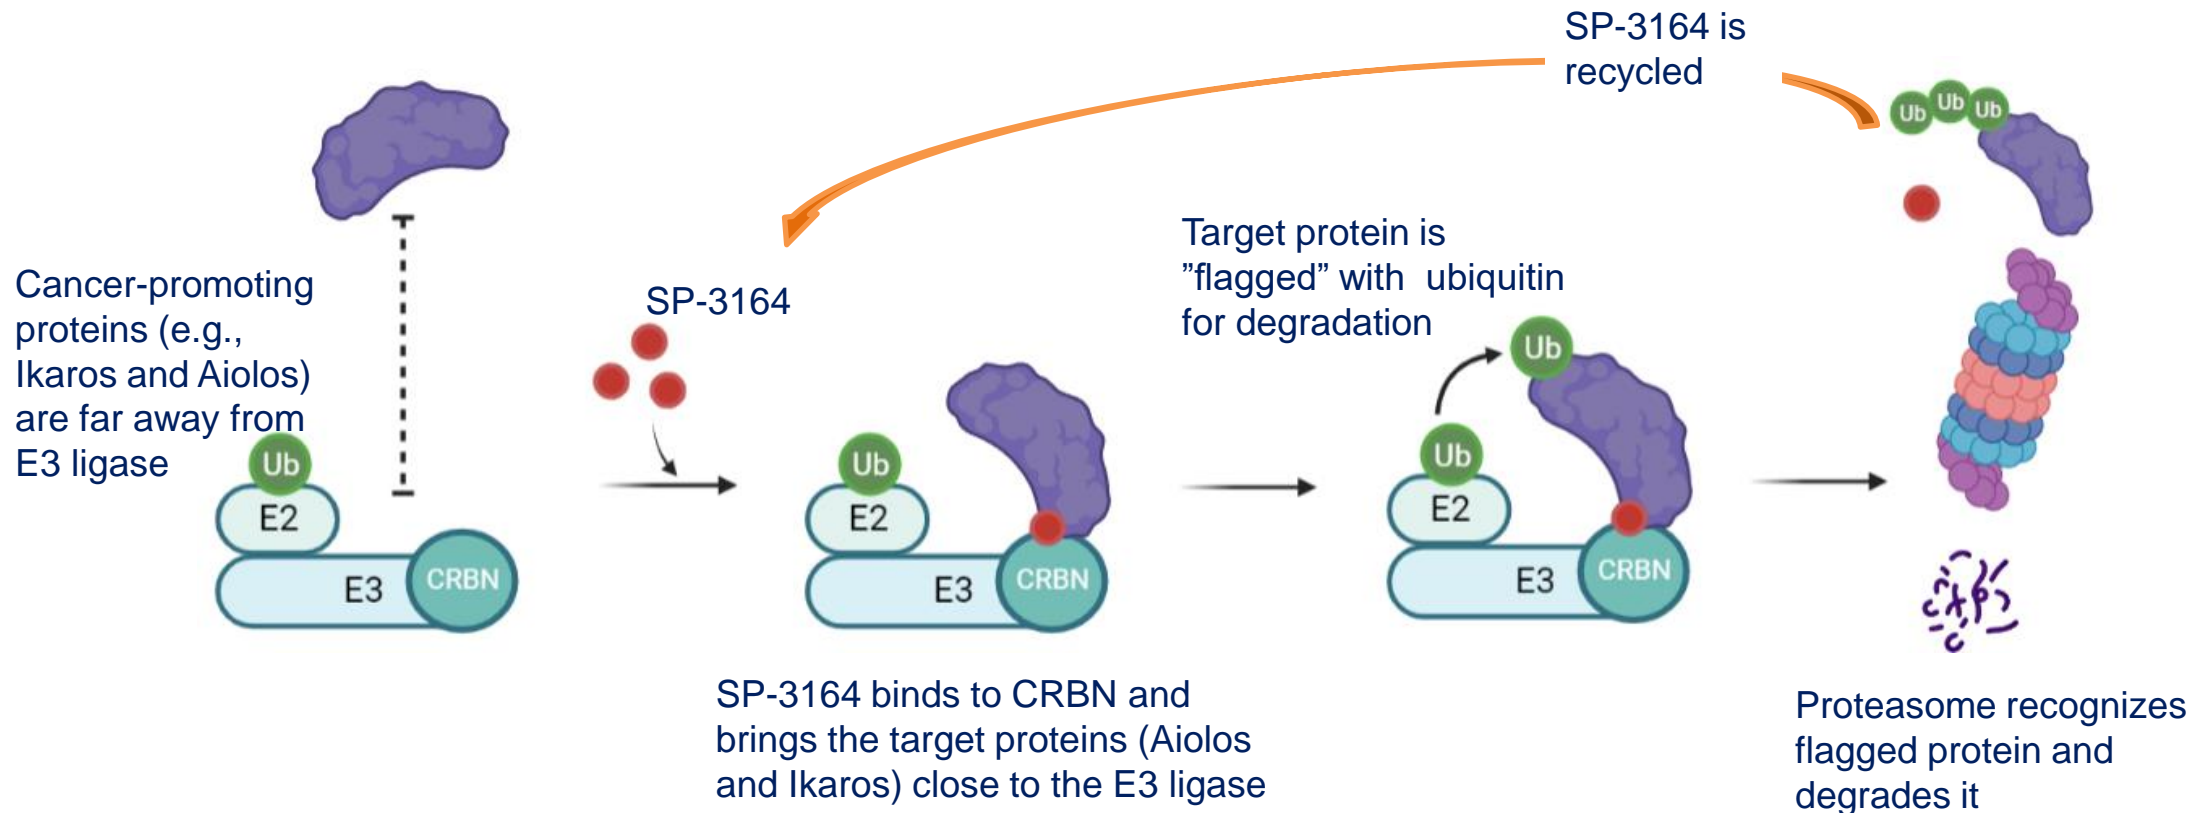 SP-3164 is
recycled
Ub
Ub
Ub
Cancer-promoting
proteins (e.g.,
Ikaros and Aiolos)
are far away from
E3 ligase
Ub
E2
E3
CRBN
SP-3164
Ub
E2
E3
CRBN
SP-3164 binds to CRBN and
brings the target proteins (Aiolos
and Ikaros) close to the E3 ligase
Target protein is
”flagged” with  ubiquitin
for degradation
Ub
Ub
E2
E3
CRBN
Proteasome recognizes
flagged protein and
degrades it